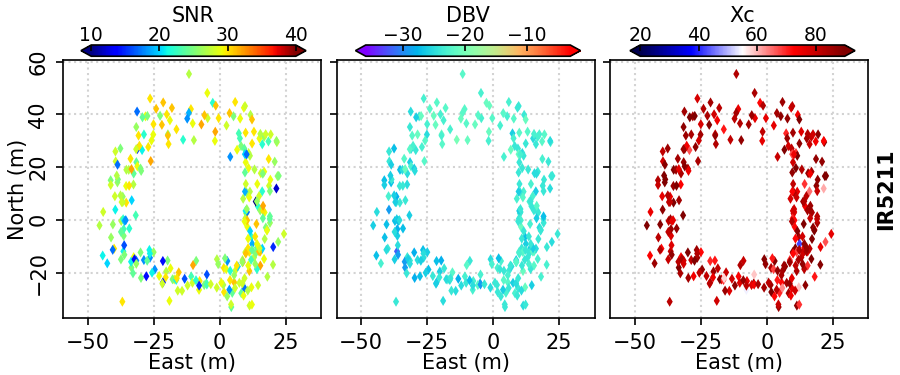 SNR
DBV
Xc
10 20 30 40
−30 −20 −10
20 40 60 80
North (m)
60
40
20
0
−20
−50 −25 0 25
−50 −25 0 25
−50 −25 0 25
East (m)
East (m)
East (m)
IR5211